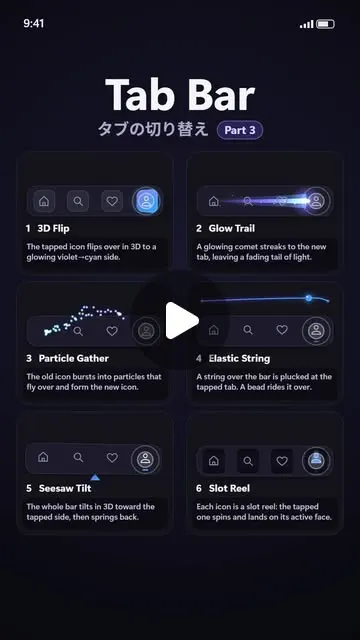 9:41
Tab Bar
タブの切り替え Part 3
1 3D Flip
The tapped icon flips over in 3D to a
glowing violet→cyan side.
2 Glow Trail
A glowing comet streaks to the new
tab, leaving a fading tail of light.
3 Particle Gather
The old icon bursts into particles that
fly over and form the new icon.
4 Elastic String
A string over the bar is plucked at the
tapped tab. A bead rides it over.
5 Seesaw Tilt
The whole bar tilts in 3D toward the
tapped side, then springs back.
6 Slot Reel
Each icon is a slot reel: the tapped
one spins and lands on its active face.